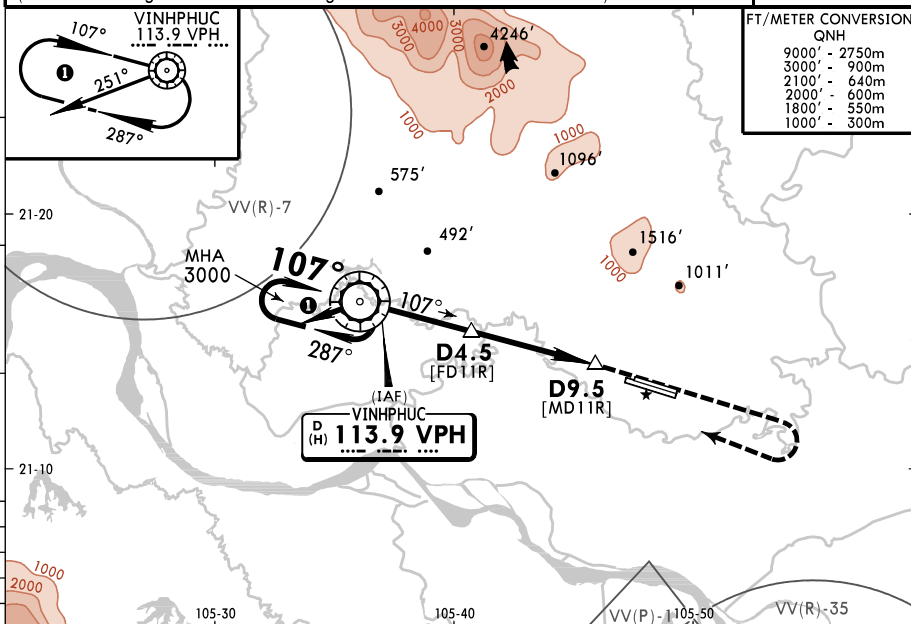 VINHPHUC
113.9 VPH
107°
1
251°
287°
FT/METER CONVERSION
QNH
9000' - 2750m
3000' - 900m
2100' - 640m
2000' - 600m
1800' - 550m
1000' - 300m
3000
4000
3000
4246'
2000
1000
1000
1096'
575'
VV(R)-7
21-20
492'
1516'
1000
1011'
MHA
3000
107°
1
107°
287°
D4.5
[FD11R]
D9.5
[MD11R]
(IAF)
VINHPHUC
D
(H) 113.9 VPH
21-10
1000
2000
105-30
105-40
VV(P)-1
105-50
VV(R)-35